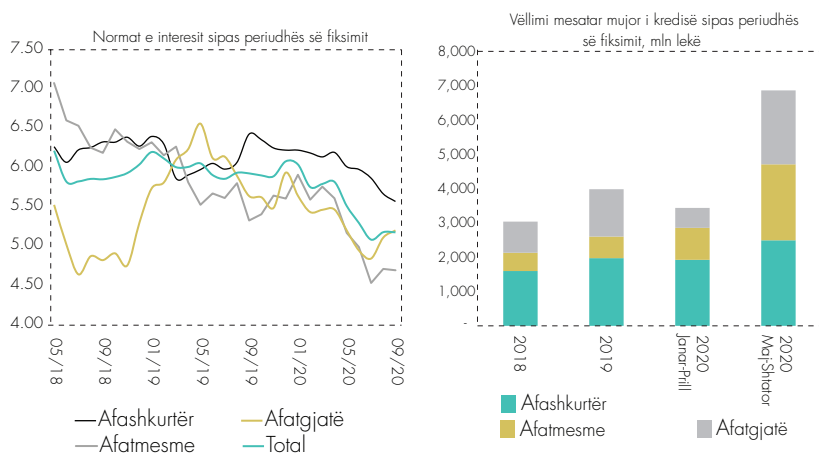 Normat e interesit sipas periudhës së fiksimit
7.50
7.00
6.50
6.00
5.50
5.00
4.50
4.00
05/18
09/18
01/19
05/19
09/19
01/20
05/20
09/20
Afashkurtër
Afatgjatë
Afatmesme
Total
Vëllimi mesatar mujor i kredisë sipas periudhës
së fiksimit, mln lekë
8,000
7,000
6,000
5,000
4,000
3,000
2,000
1,000
-
2018
2019
2020
Janar-Prill
2020
Maj-Shtator
Afashkurtër
Afatmesme
Afatgjatë